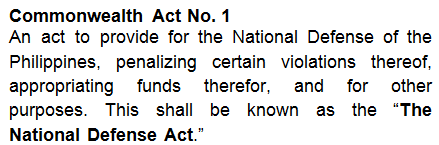 Commonwealth Act No. 1
An act to provide for the National Defense of the
Philippines, penalizing certain violations thereof,
appropriating funds therefor, and for other
purposes. This shall be known as the “The
National Defense Act.”